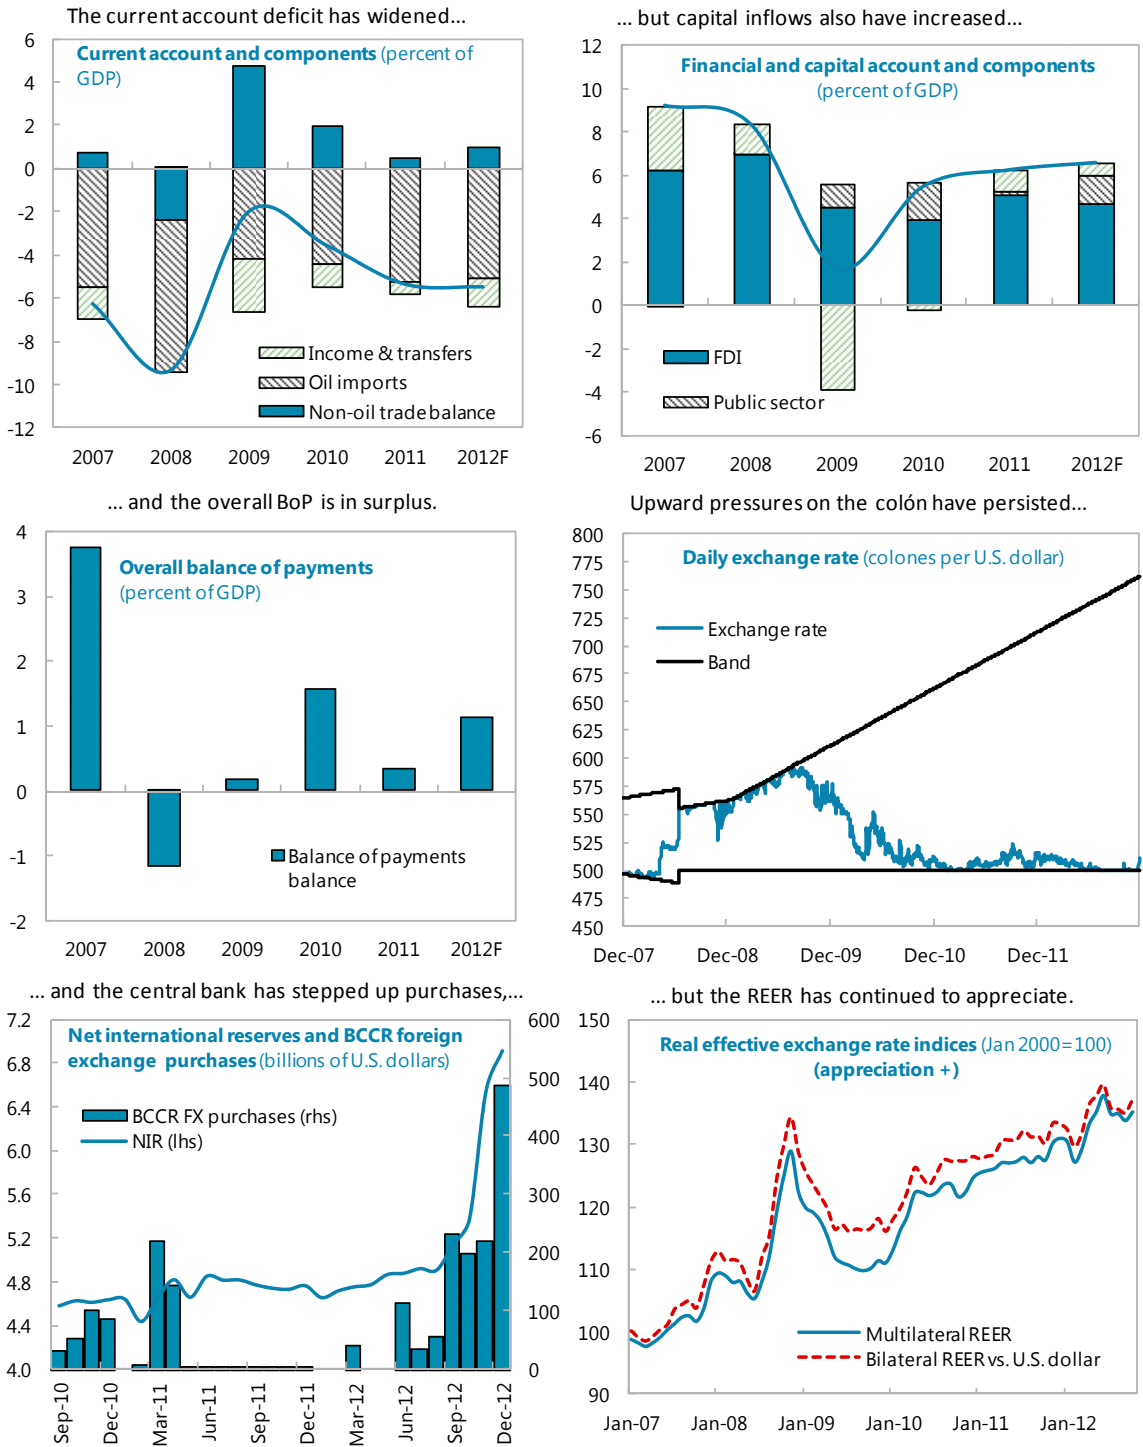 The current account deficit has widened...
Current account and components (percent of
GDP)
6
4
2
0
-2
-4
-6
-8
-10
-12
Income & transfers
Oil imports
Non-oil trade balance
2007 2008 2009 2010 2011 2012F
... but capital inflows also have increased...
Financial and capital account and components
(percent of GDP)
12
10
8
6
4
2
0
-2
-4
-6
FDI
Public sector
2007 2008 2009 2010 2011 2012F
... and the overall BoP is in surplus.
Overall balance of payments
(percent of GDP)
4
3
2
1
0
-1
-2
Balance of payments
balance
2007 2008 2009 2010 2011 2012F
Upward pressures on the colón have persisted...
Daily exchange rate (colones per U.S. dollar)
800
775
750
725
700
675
650
625
600
575
550
525
500
475
450
Exchange rate
Band
Dec-07 Dec-08 Dec-09 Dec-10 Dec-11
... and the central bank has stepped up purchases,...
Net international reserves and BCCR foreign
exchange purchases (billions of U.S. dollars)
7.2
6.8
6.4
6.0
5.6
5.2
4.8
4.4
4.0
BCCR FX purchases (rhs)
NIR (lhs)
600
500
400
300
200
100
0
Sep-10
Dec-10
Mar-11
Jun-11
Sep-11
Dec-11
Mar-12
Jun-12
Sep-12
Dec-12
... but the REER has continued to appreciate.
Real effective exchange rate indices (Jan 2000=100)
(appreciation +)
150
140
130
120
110
100
90
Multilateral REER
Bilateral REER vs. U.S. dollar
Jan-07 Jan-08 Jan-09 Jan-10 Jan-11 Jan-12